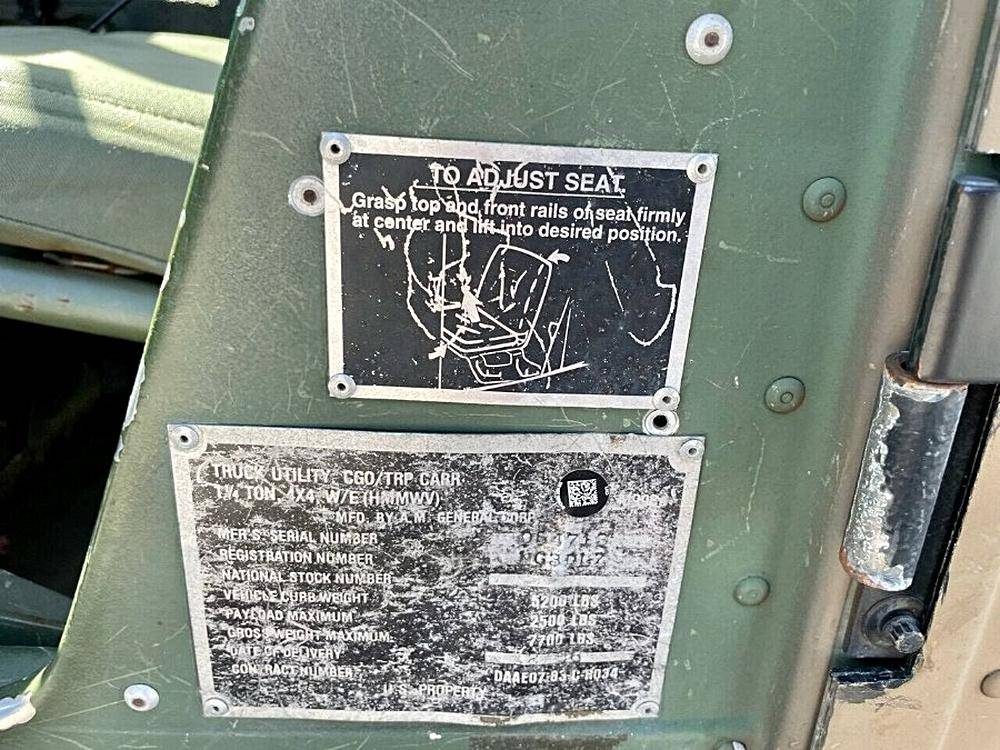 TO ADJUST SEAT
Grasp top and front rails of seat firmly
at center and lift into desired position.
TRUCK UTILITY: CGO/TRP CARR
1 1/4 TON, 4X4, W/E (HMMWV)
MFD. BY A.M. GENERAL CORP.
MFR'S. SERIAL NUMBER
REGISTRATION NUMBER
NATIONAL STOCK NUMBER
VEHICLE CURB WEIGHT 5200 LBS
PAYLOAD MAXIMUM 2500 LBS
GROSS WEIGHT MAXIMUM 7700 LBS
DATE OF DELIVERY
CONTRACT NUMBER DAAE07-83-C-R034
U.S. PROPERTY